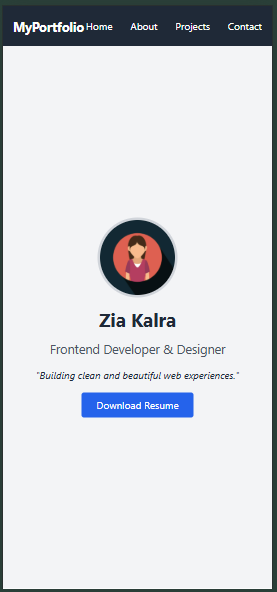 MyPortfolio Home About Projects Contact
Zia Kalra
Frontend Developer & Designer
"Building clean and beautiful web experiences."
Download Resume